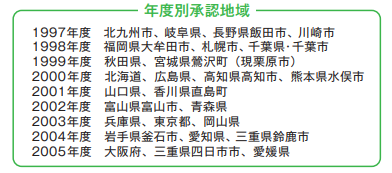 年度別承認地域
1997年度 北九州市、岐阜県、長野県飯田市、川崎市
1998年度 福岡県大牟田市、札幌市、千葉県・千葉市
1999年度 秋田県、宮城県鶯沢町（現栗原市）
2000年度 北海道、広島県、高知県高知市、熊本県水俣市
2001年度 山口県、香川県直島町
2002年度 富山県富山市、青森県
2003年度 兵庫県、東京都、岡山県
2004年度 岩手県釜石市、愛知県、三重県鈴鹿市
2005年度 大阪府、三重県四日市市、愛媛県